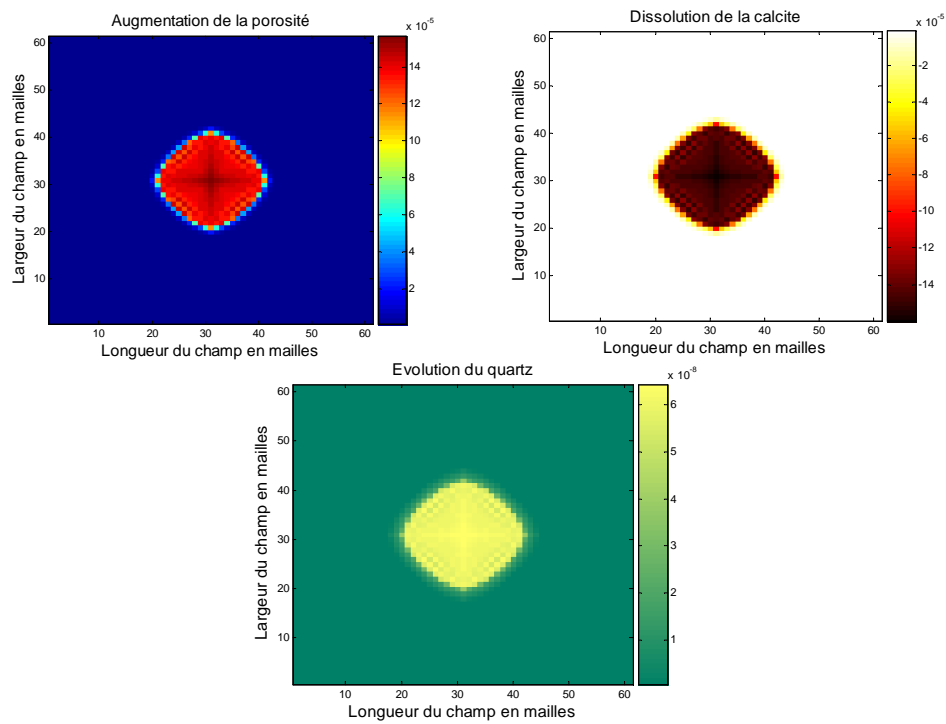 Augmentation de la porosité
x 10⁻⁵
60
50
40
30
20
10
14
12
10
8
6
4
2
10 20 30 40 50 60
Largeur du champ en mailles
Longueur du champ en mailles
Dissolution de la calcite
x 10⁻⁵
60
50
40
30
20
10
-2
-4
-6
-8
-10
-12
-14
10 20 30 40 50 60
Largeur du champ en mailles
Longueur du champ en mailles
Evolution du quartz
x 10⁻⁸
60
50
40
30
20
10
6
5
4
3
2
1
10 20 30 40 50 60
Largeur du champ en mailles
Longueur du champ en mailles